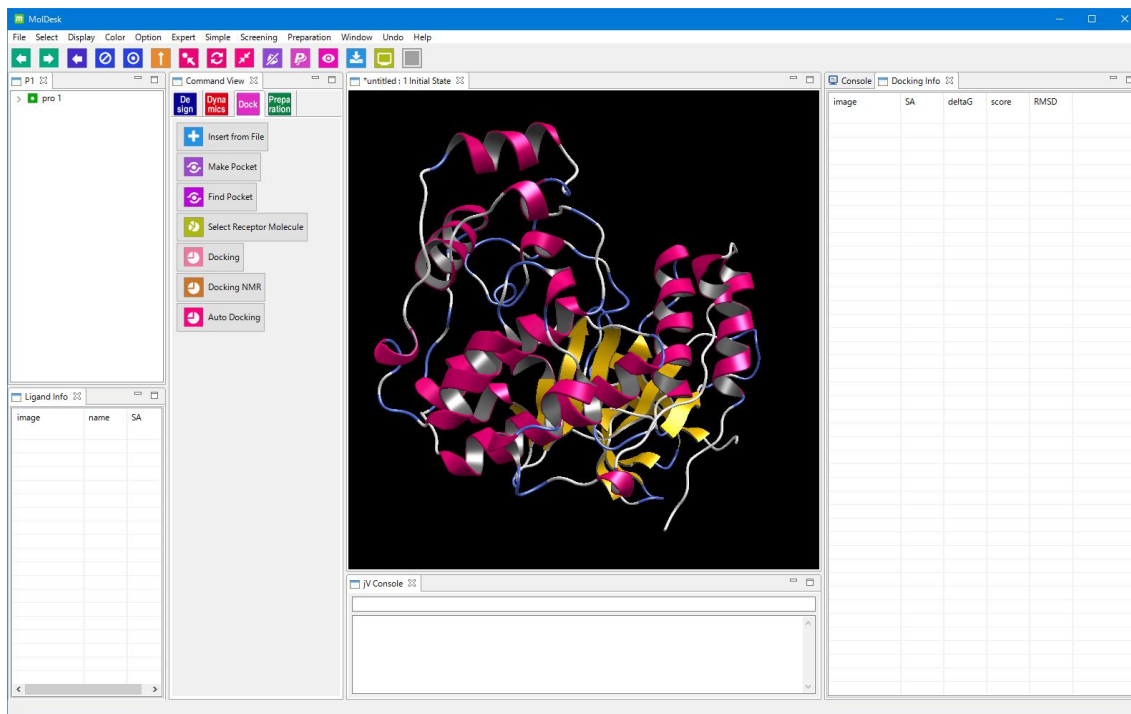 MolDesk
File Select Display Color Option Expert Simple Screening Preparation Window Undo Help
P1
pro 1
Command View
De
sign
Dyna
mics
Dock
Prepa
ration
Insert from File
Make Pocket
Find Pocket
Select Receptor Molecule
Docking
Docking NMR
Auto Docking
*untitled : 1 Initial State
Console
Docking Info
image SA deltaG score RMSD
Ligand Info
image name SA
jV Console